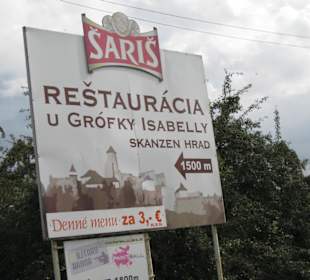 ŠARIŠ
REŠTAURÁCIA
U GRÓFKY ISABELLY
SKANZEN HRAD
1500 m
Denné menu za 3,- €